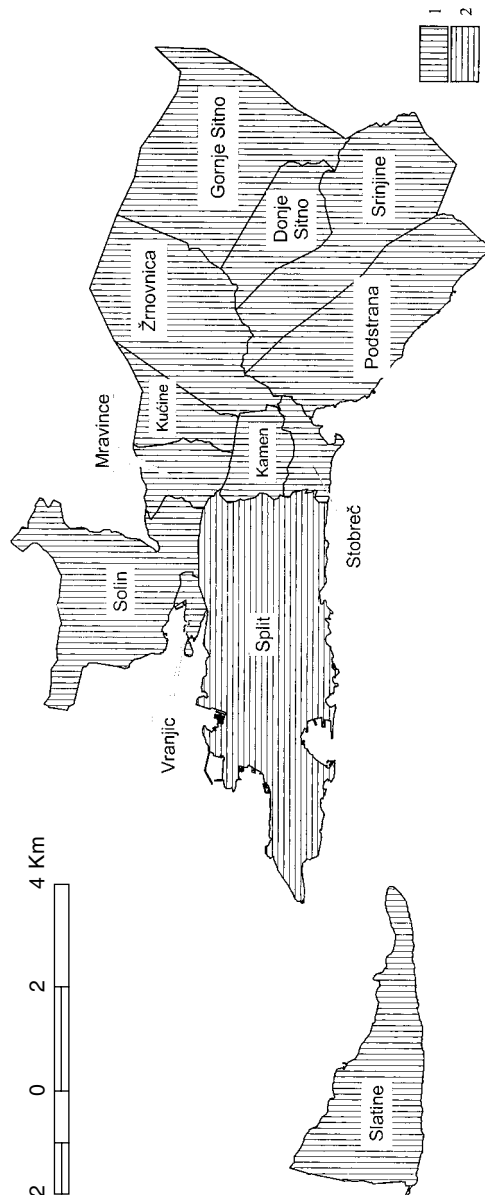 2 0 2 4 Km
Solin
Mravince
Vranjic
Kućine
Žrnovnica
Gornje Sitno
Donje
Sitno
Kamen
Split
Srinjine
Stobreč
Podstrana
Slatine
1
2